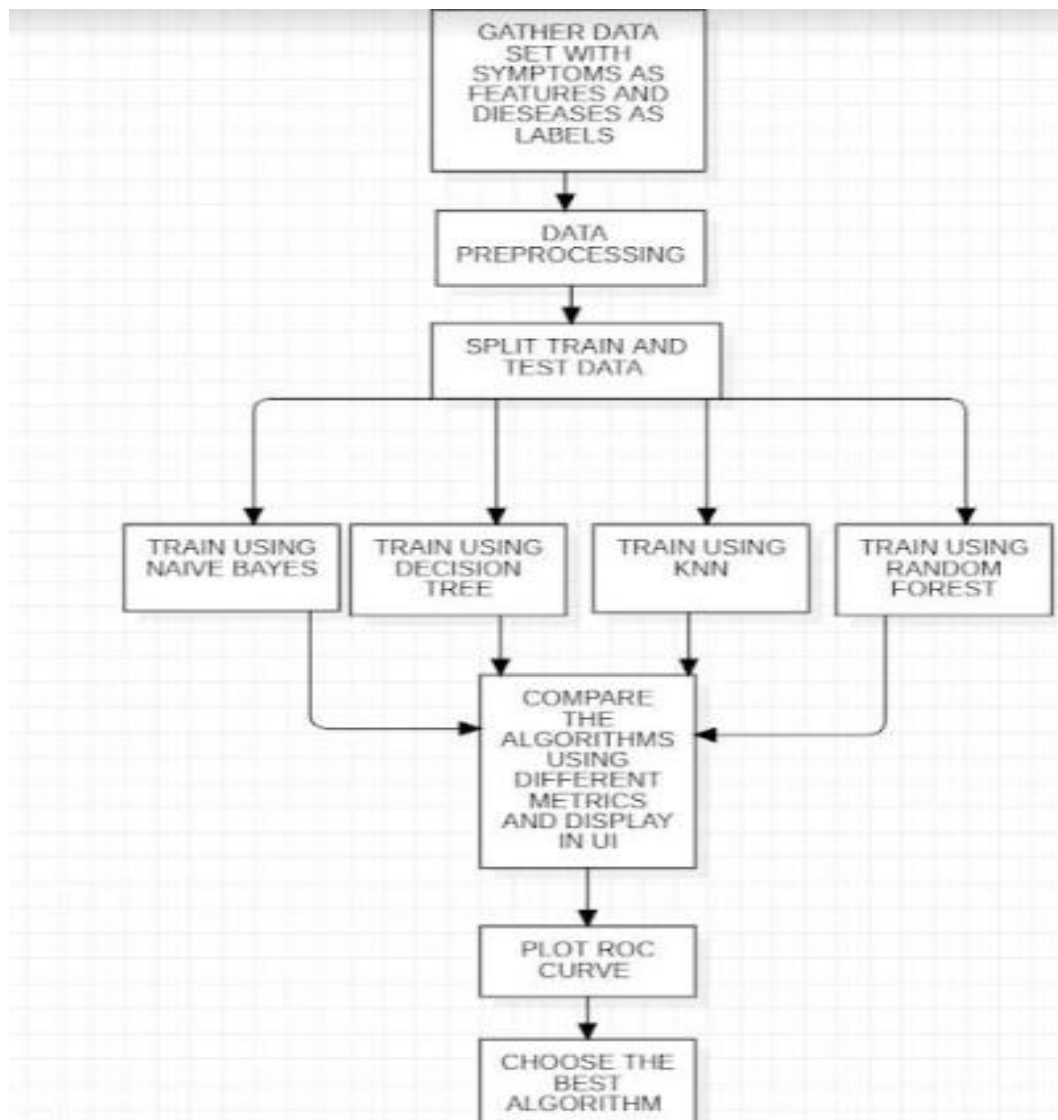 GATHER DATA
SET WITH
SYMPTOMS AS
FEATURES AND
DIESEASES AS
LABELS
DATA
PREPROCESSING
SPLIT TRAIN AND
TEST DATA
TRAIN USING
NAIVE BAYES
TRAIN USING
DECISION
TREE
TRAIN USING
KNN
TRAIN USING
RANDOM
FOREST
COMPARE
THE
ALGORITHMS
USING
DIFFERENT
METRICS
AND DISPLAY
IN UI
PLOT ROC
CURVE
CHOOSE THE
BEST
ALGORITHM